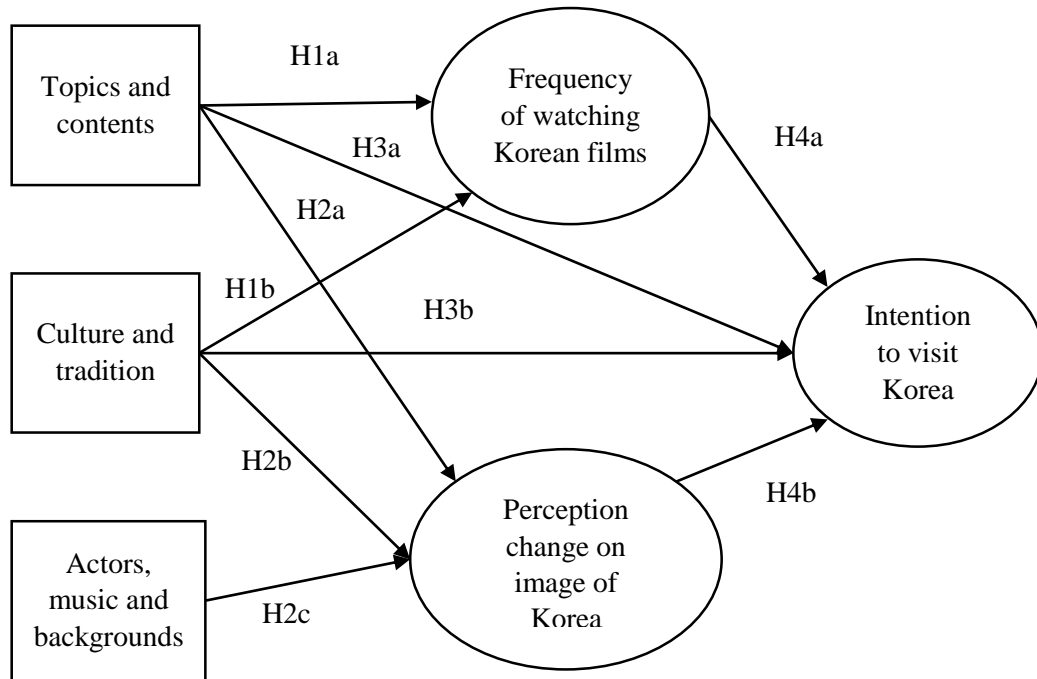 H1a
Topics and
contents
Frequency
of watching
Korean films
H3a
H4a
H2a
H1b
H3b
Culture and
tradition
Intention
to visit
Korea
H2b
H4b
Perception
change on
image of
Korea
Actors,
music and
backgrounds
H2c